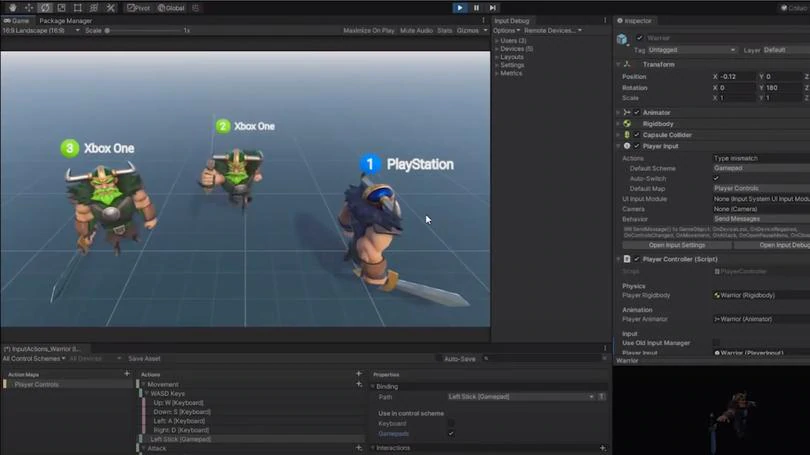 Pivot Global
Collab
Game Package Manager
16:9 Landscape (16:9) Scale 1x Maximize On Play Mute Audio Stats Gizmos
3 Xbox One
2 Xbox One
1 PlayStation
Input Debug
Options Remote Devices...
Users (3)
Devices (5)
Layouts
Settings
Metrics
Inspector
Warrior
Tag Untagged Layer Default
Transform
Position X -0.12 Y 0 Z
Rotation X 0 Y 180 Z
Scale X 1 Y 1 Z
Animator
Rigidbody
Capsule Collider
Player Input
Actions Type mismatch
Default Scheme Gamepad
Auto-Switch
Default Map Player Controls
UI Input Module None (Input System UI Input Modu
Camera None (Camera)
Behavior Send Messages
Will SendMessage() to GameObject: OnDeviceLost, OnDeviceRegained,
OnControlsChanged, OnMovement, OnAttack, OnOpenPauseMenu,
Open Input Settings Open Input Debug
Player Controller (Script)
Script PlayerController
Physics
Player Rigidbody Warrior (Rigidbody)
Animation
Player Animator Warrior (Animator)
Input
Use Old Input Manager
Player Input Warrior (PlayerInput)
Warrior
(*) InputActions_Warrior (I...
All Control Schemes All Devices Save Asset Auto-Save
Action Maps +
Player Controls
Actions +
Movement +
WASD Keys
Up: W [Keyboard]
Down: S [Keyboard]
Left: A [Keyboard]
Right: D [Keyboard]
Left Stick [Gamepad]
Attack +
Properties
Binding
Path Left Stick [Gamepad] T
Use in control scheme
Keyboard
Gamepads
Interactions